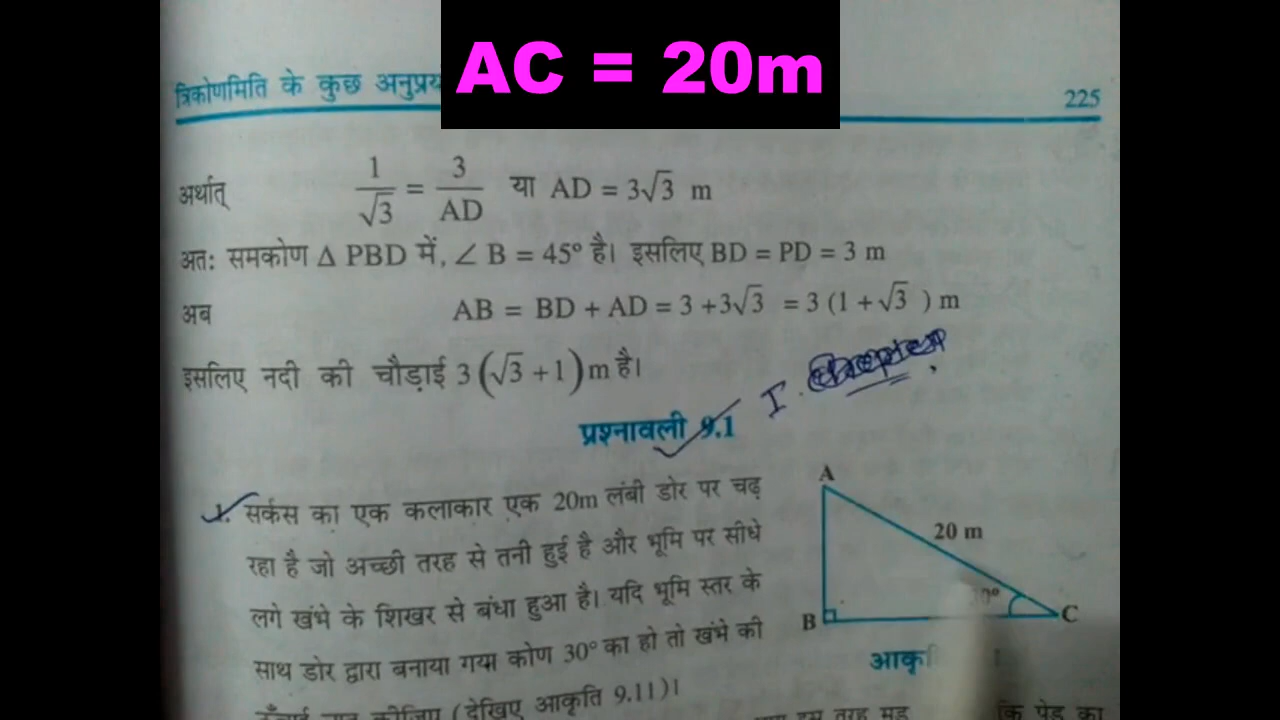 AC = 20m
त्रिकोणमिति के कुछ
225
अर्थात् 1/√3 = 3/AD या AD = 3√3 m
अतः समकोण Δ PBD में, ∠ B = 45° है। इसलिए BD = PD = 3 m
अब AB = BD + AD = 3 +3√3 = 3 (1 + √3 ) m
इसलिए नदी की चौड़ाई 3 (√3 + 1) m है।
प्रश्नावली 9.1
I.
1. सर्कस का एक कलाकार एक 20m लंबी डोर पर चढ़
रहा है जो अच्छी तरह से तनी हुई है और भूमि पर सीधे
लगे खंभे के शिखर से बंधा हुआ है। यदि भूमि स्तर के
साथ डोर द्वारा बनाया गया कोण 30° का हो तो खंभे की
(देखिए आकृति 9.11)।
A
20 m
B
C
कि पेड़ का